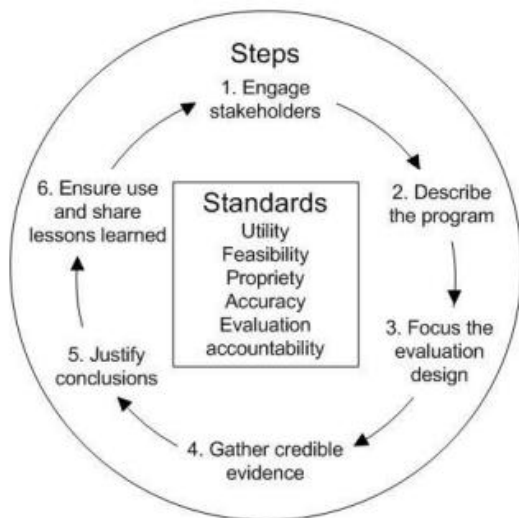 Steps
1. Engage
stakeholders
2. Describe
the program
3. Focus the
evaluation
design
4. Gather credible
evidence
5. Justify
conclusions
6. Ensure use
and share
lessons learned
Standards
Utility
Feasibility
Propriety
Accuracy
Evaluation
accountability